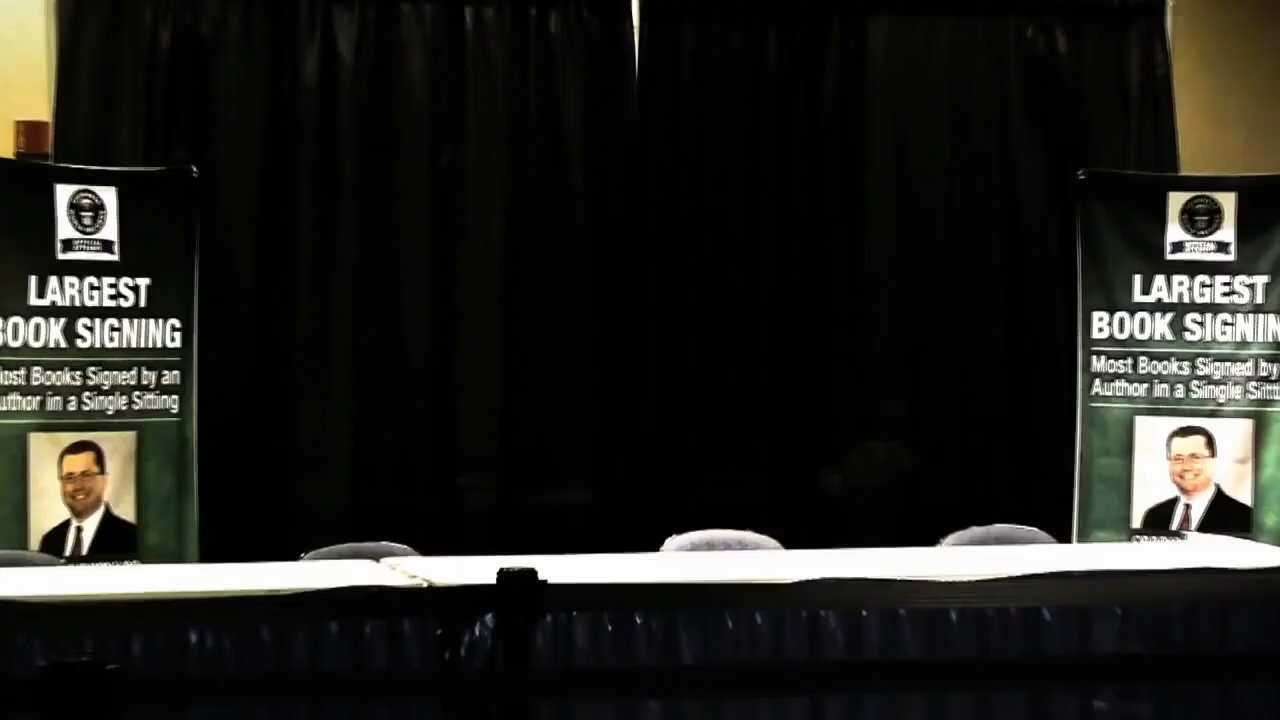 LARGEST
BOOK SIGNING
Most Books Signed by an
Author in a Single Sitting
LARGEST
BOOK SIGNIN
Most Books Signed by
Author in a Single Sitt